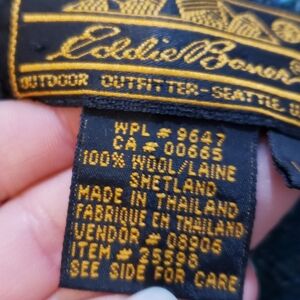 Eddie Bauer
OUTDOOR OUTFITTER-SEATTLE,
WPL #9647
CA #00665
100% WOOL/LAINE
SHETLAND
MADE IN THAILAND
FABRIQUE EN THAILAND
VENDOR #08906
ITEM #25598
SEE SIDE FOR CARE